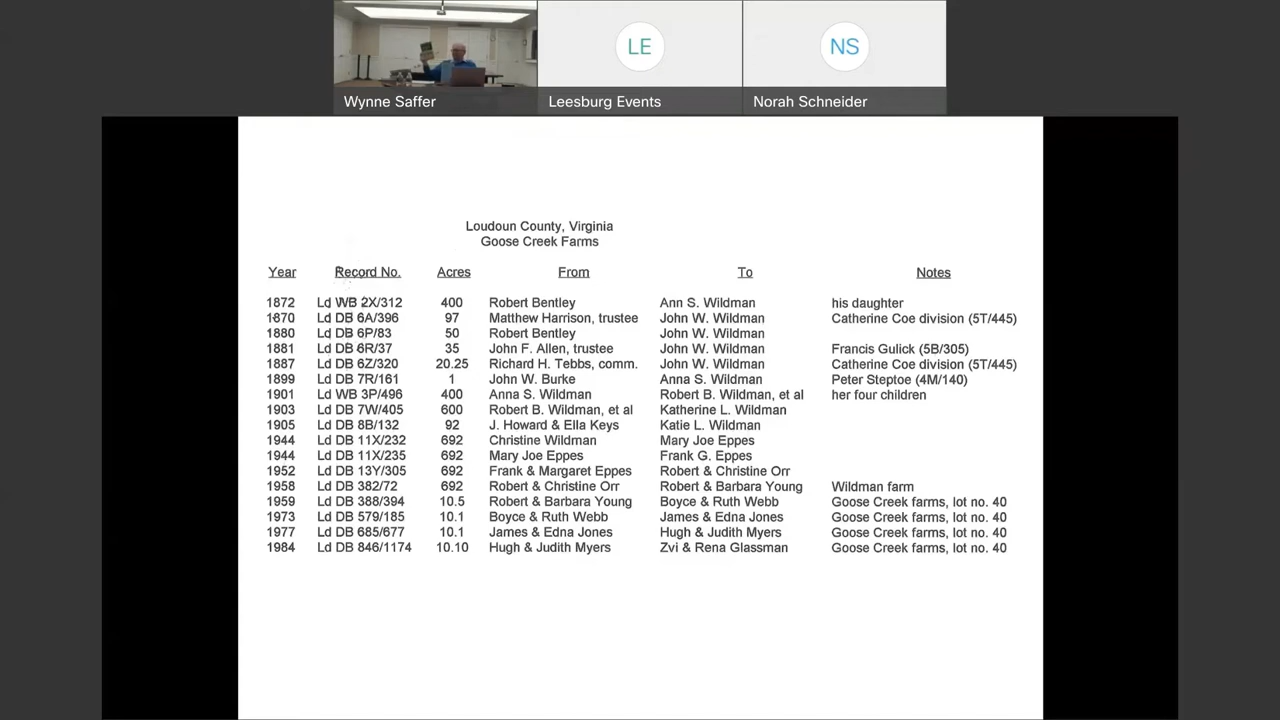 LE
NS
Wynne Saffer
Leesburg Events
Norah Schneider
Loudoun County, Virginia
Goose Creek Farms
Year Record No. Acres From To Notes
1872 Ld WB 2X/312 400 Robert Bentley Ann S. Wildman his daughter
1870 Ld DB 6A/396 97 Matthew Harrison, trustee John W. Wildman Catherine Coe division (5T/445)
1880 Ld DB 6P/83 50 Robert Bentley John W. Wildman
1881 Ld DB 6R/37 35 John F. Allen, trustee John W. Wildman Francis Gulick (5B/305)
1887 Ld DB 6Z/320 20.25 Richard H. Tebbs, comm. John W. Wildman Catherine Coe division (5T/445)
1899 Ld DB 7R/161 1 John W. Burke Anna S. Wildman Peter Steptoe (4M/140)
1901 Ld WB 3P/496 400 Anna S. Wildman Robert B. Wildman, et al her four children
1903 Ld DB 7W/405 600 Robert B. Wildman, et al Katherine L. Wildman
1905 Ld DB 8B/132 92 J. Howard & Ella Keys Katie L. Wildman
1944 Ld DB 11X/232 692 Christine Wildman Mary Joe Eppes
1944 Ld DB 11X/235 692 Mary Joe Eppes Frank G. Eppes
1952 Ld DB 13Y/305 692 Frank & Margaret Eppes Robert & Christine Orr
1958 Ld DB 382/72 692 Robert & Christine Orr Robert & Barbara Young Wildman farm
1959 Ld DB 388/394 10.5 Robert & Barbara Young Boyce & Ruth Webb Goose Creek farms, lot no. 40
1973 Ld DB 579/185 10.1 Boyce & Ruth Webb James & Edna Jones Goose Creek farms, lot no. 40
1977 Ld DB 685/677 10.1 James & Edna Jones Hugh & Judith Myers Goose Creek farms, lot no. 40
1984 Ld DB 846/1174 10.10 Hugh & Judith Myers Zvi & Rena Glassman Goose Creek farms, lot no. 40